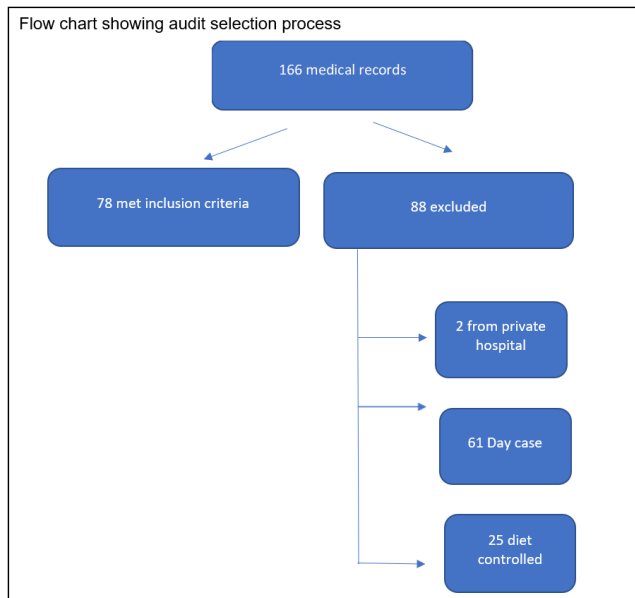 Flow chart showing audit selection process
166 medical records
78 met inclusion criteria
88 excluded
2 from private
hospital
61 Day case
25 diet
controlled